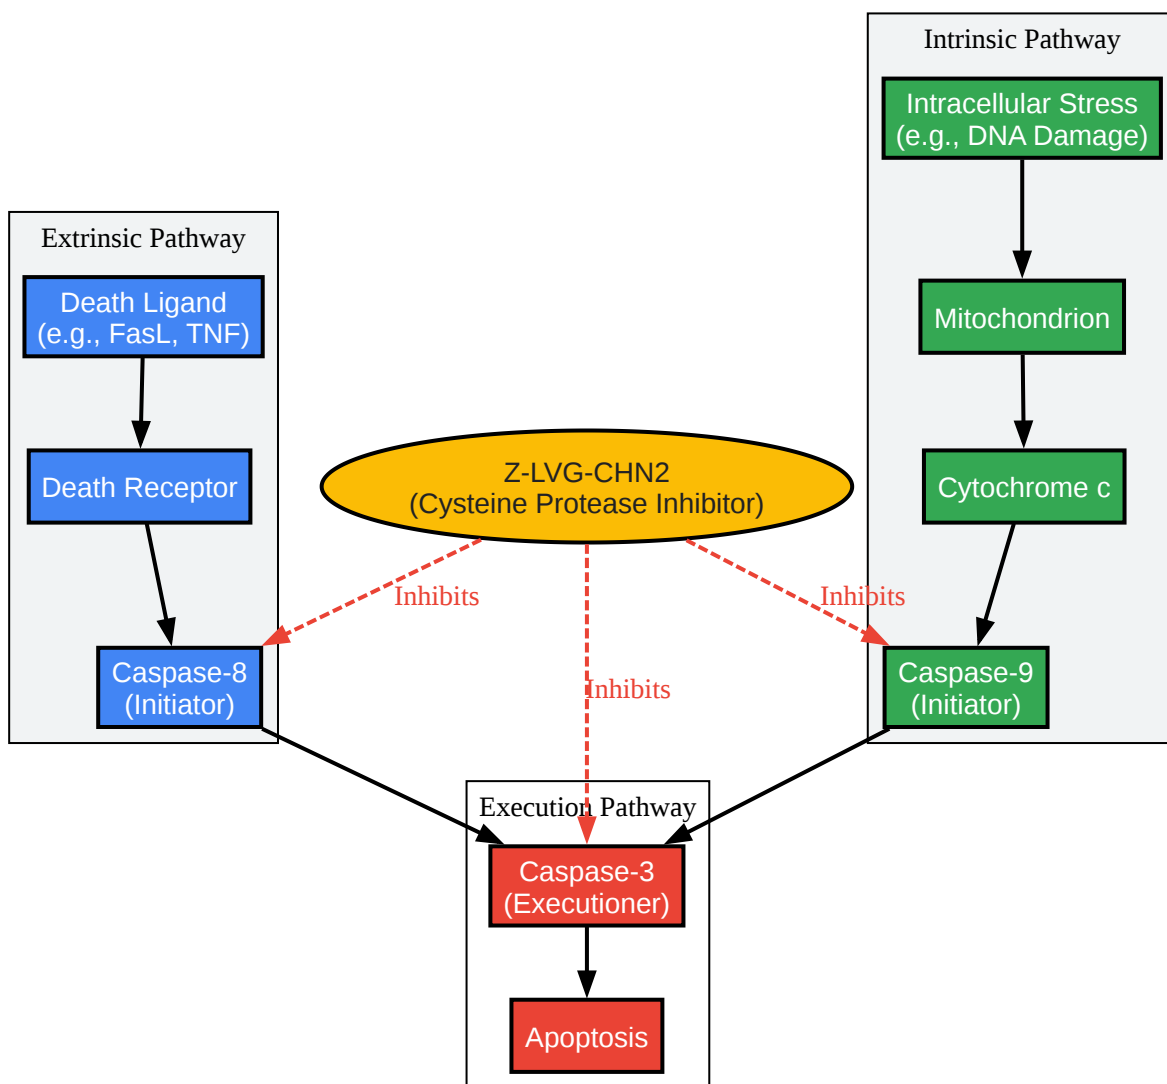 Intrinsic Pathway
Intracellular Stress
(e.g., DNA Damage)
Extrinsic Pathway
Death Ligand
(e.g., FasL, TNF)
Mitochondrion
Death Receptor
Z-LVG-CHN2
(Cysteine Protease Inhibitor)
Cytochrome c
Inhibits
Inhibits
Caspase-8
(Initiator)
Inhibits
Caspase-9
(Initiator)
Execution Pathway
Caspase-3
(Executioner)
Apoptosis